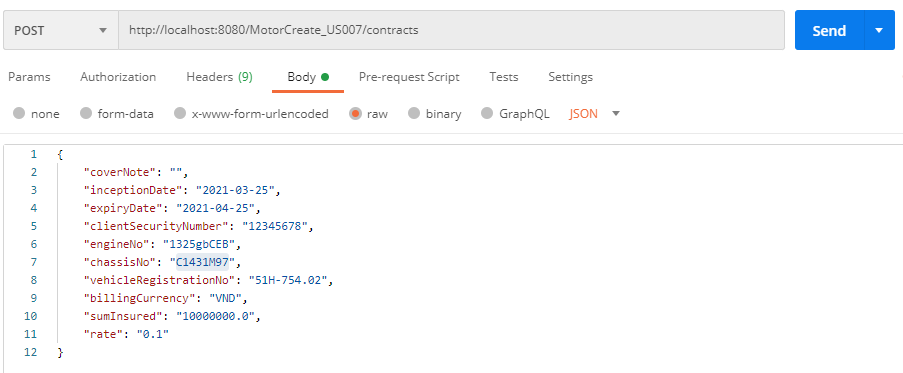 POST http://localhost:8080/MotorCreate_US007/contracts Send
Params Authorization Headers (9) Body Pre-request Script Tests Settings
none form-data x-www-form-urlencoded raw binary GraphQL JSON
1 {
2 "coverNote": "",
3 "inceptionDate": "2021-03-25",
4 "expiryDate": "2021-04-25",
5 "clientSecurityNumber": "12345678",
6 "engineNo": "1325gbCEB",
7 "chassisNo": "C1431M97",
8 "vehicleRegistrationNo": "51H-754.02",
9 "billingCurrency": "VND",
10 "sumInsured": "10000000.0",
11 "rate": "0.1"
12 }